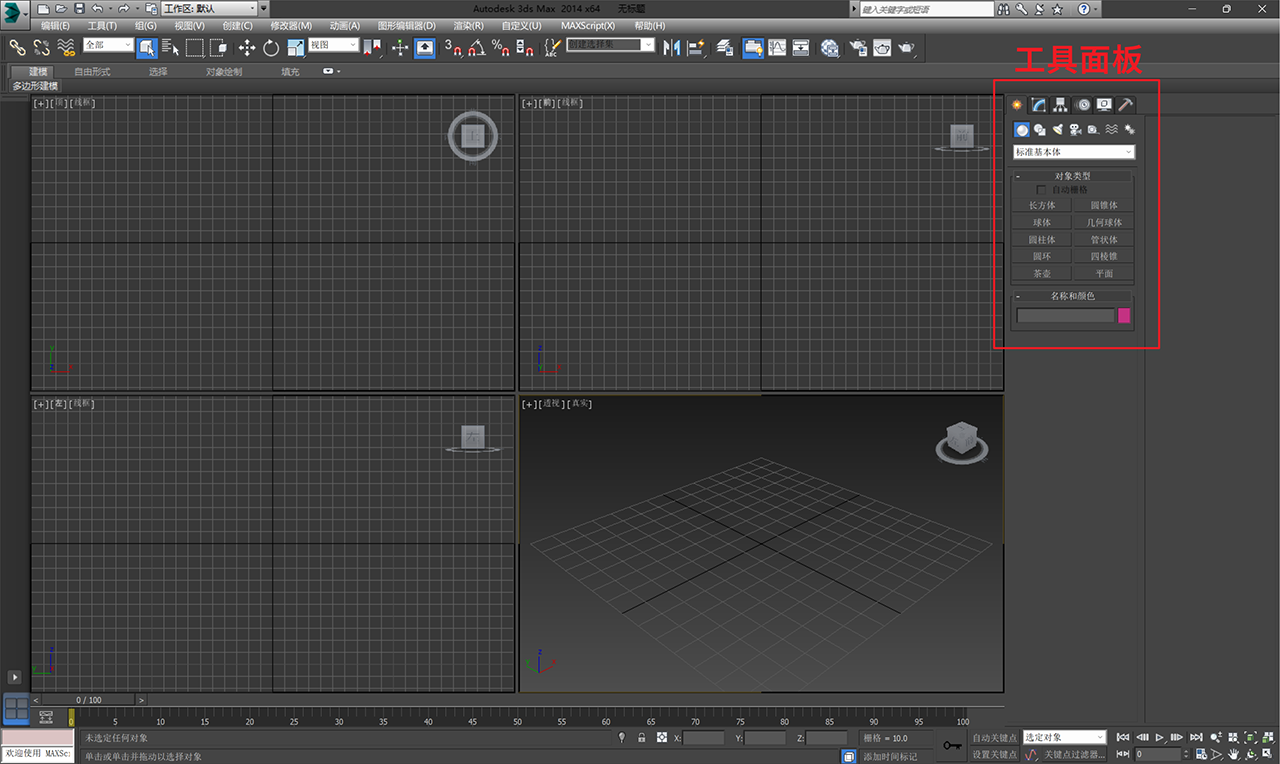 工作区: 默认 Autodesk 3ds Max 2014 x64 无标题 键入关键字或短语
编辑(E) 工具(T) 组(G) 视图(V) 创建(C) 修改器(M) 动画(A) 图形编辑器(D) 渲染(R) 自定义(U) MAXScript(X) 帮助(H)
全部 视图 3 创建选择集
工具面板
建模 自由形式 选择 对象绘制 填充
多边形建模
[+][顶][线框] [+][前][线框]
上 前
标准基本体
- 对象类型
自动栅格
长方体 圆锥体
球体 几何球体
圆柱体 管状体
圆环 四棱锥
茶壶 平面
- 名称和颜色
y x z x
[+][左][线框] [+][透视][真实]
左
z y z
< 0 / 100 >
0 5 10 15 20 25 30 35 40 45 50 55 60 65 70 75 80 85 90 95 100
未选定任何对象 X: Y: Z: 栅格 = 10.0 自动关键点 选定对象
欢迎使用 MAXSc: 单击或单击并拖动以选择对象 添加时间标记 设置关键点 关键点过滤器... 0